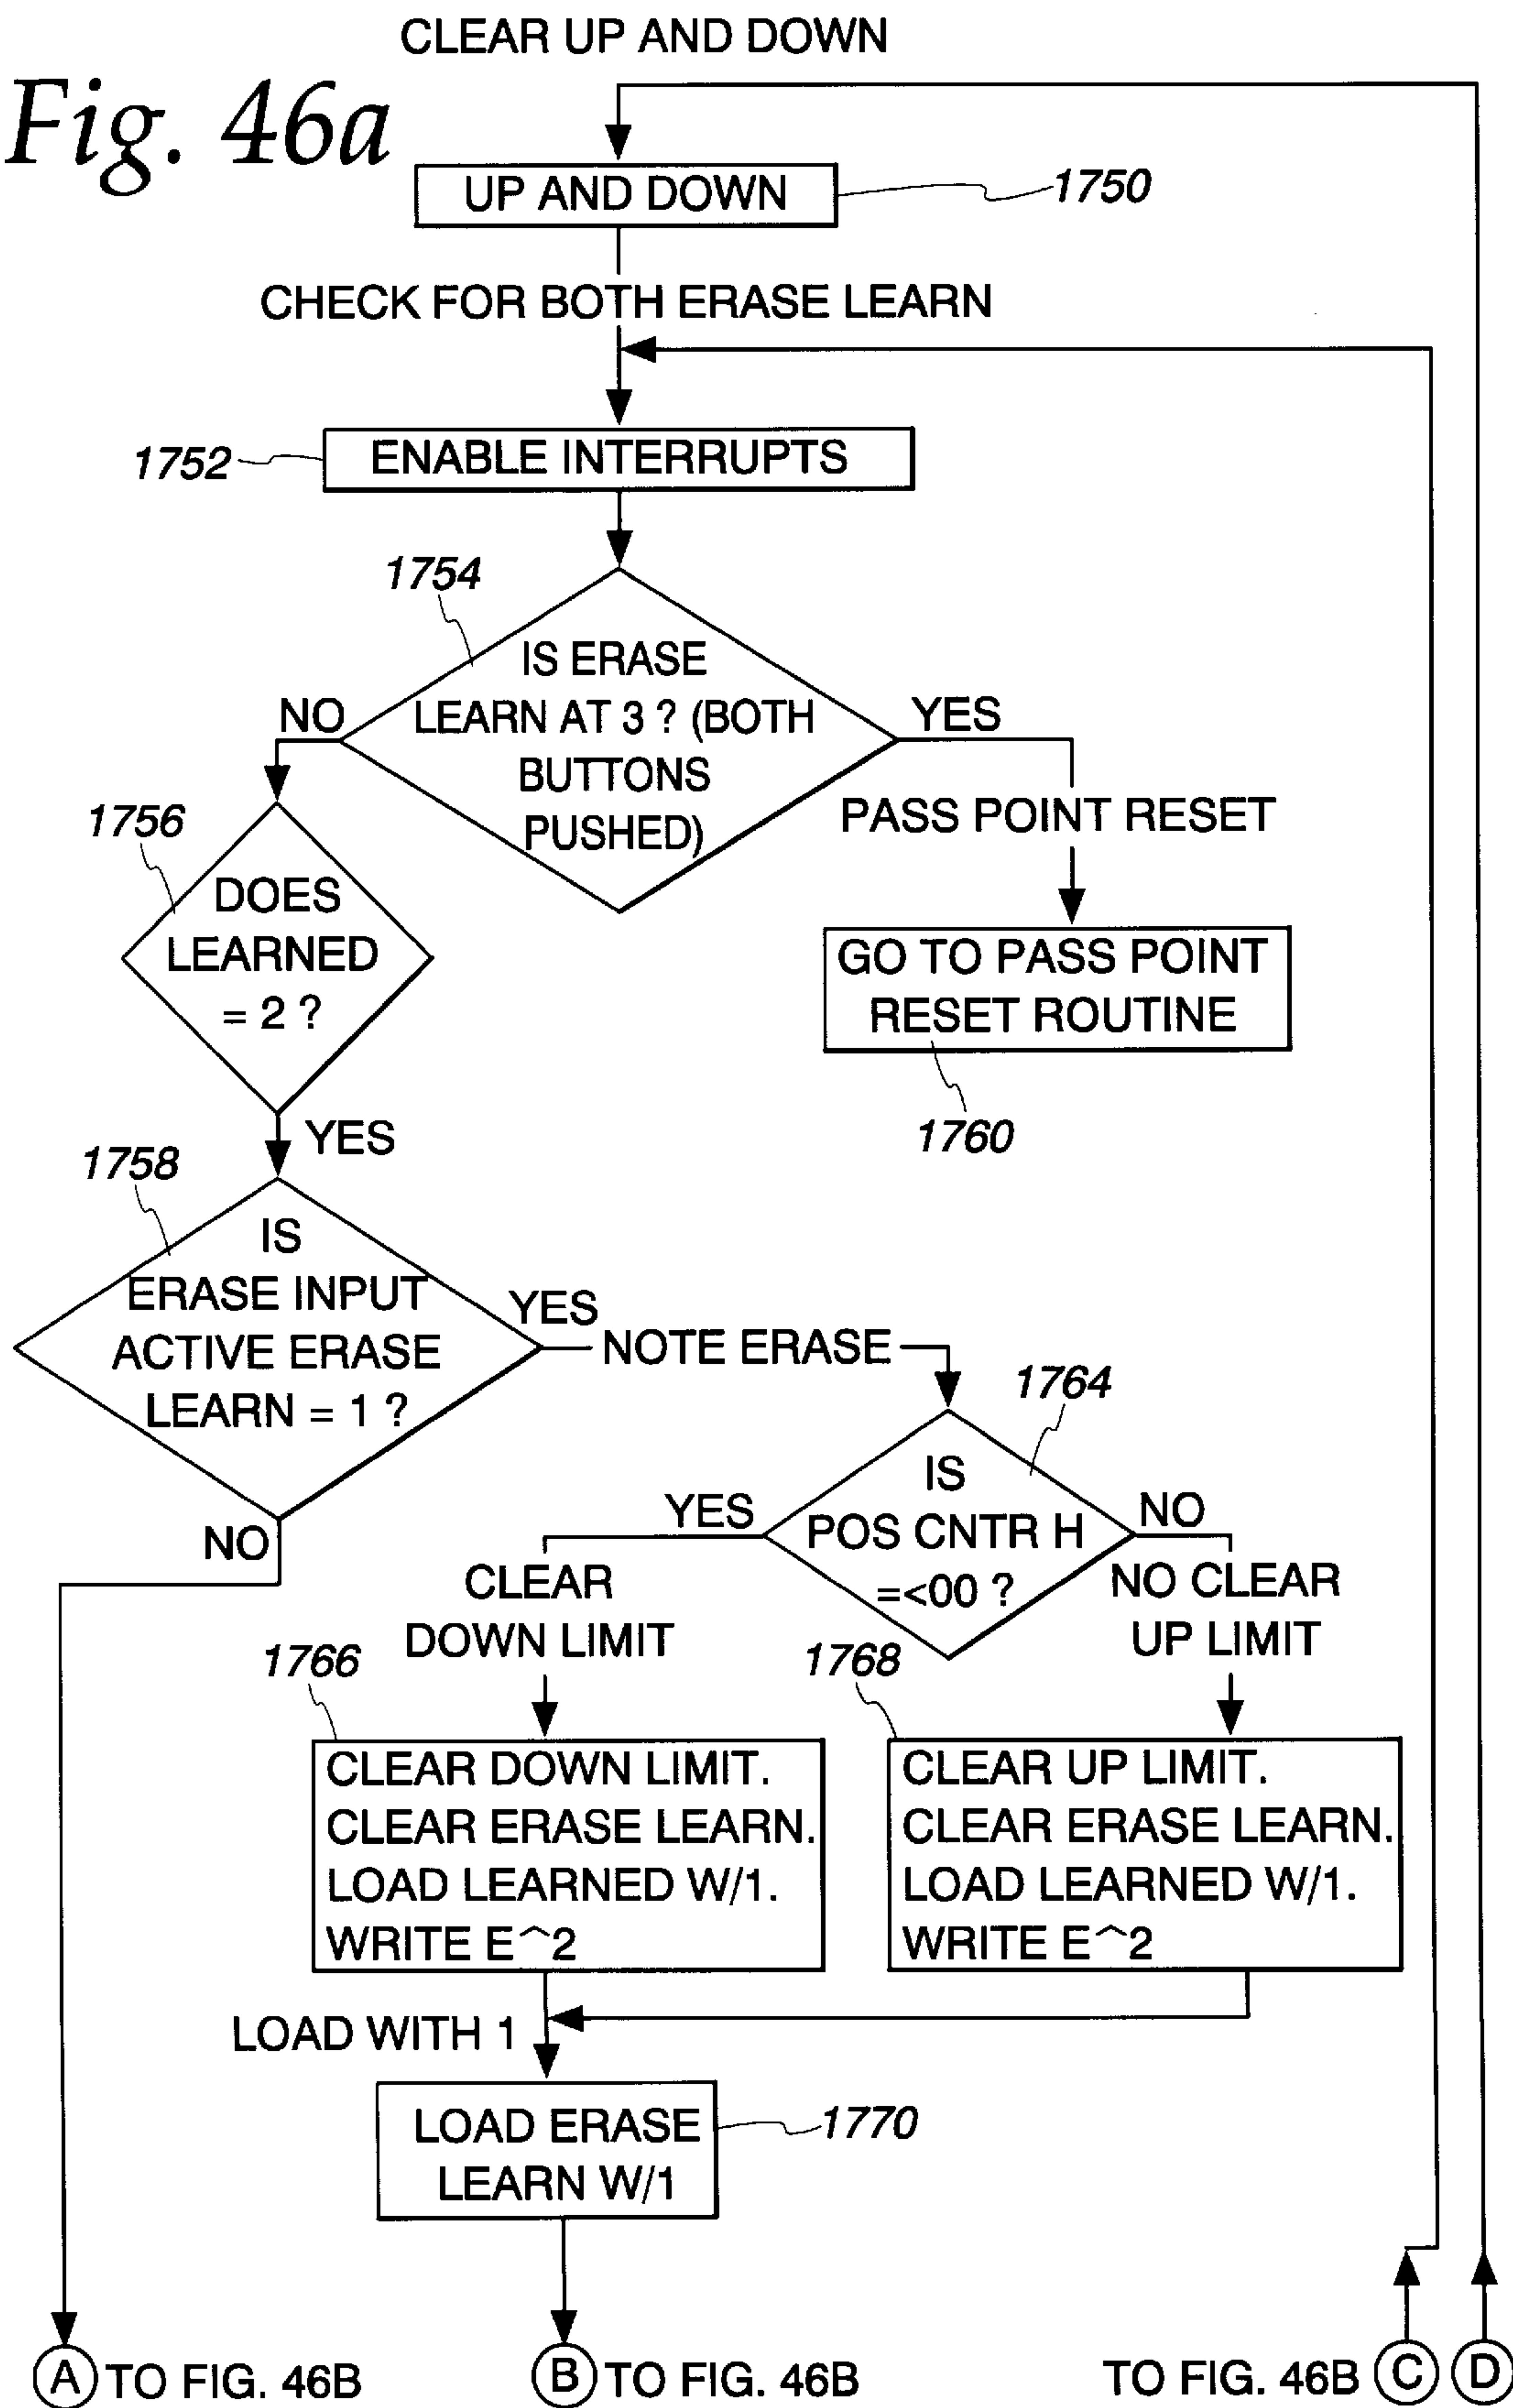 CLEAR UP AND DOWN
Fig. 46a
UP AND DOWN
1750
CHECK FOR BOTH ERASE LEARN
1752
ENABLE INTERRUPTS
1754
IS ERASE
LEARN AT 3 ? (BOTH
BUTTONS
PUSHED)
NO
YES
1756
DOES
LEARNED
= 2 ?
PASS POINT RESET
GO TO PASS POINT
RESET ROUTINE
1760
YES
1758
IS
ERASE INPUT
ACTIVE ERASE
LEARN = 1 ?
YES
NOTE ERASE
NO
1764
IS
POS CNTR H
=<00 ?
YES
NO
CLEAR
DOWN LIMIT
NO CLEAR
UP LIMIT
1766
CLEAR DOWN LIMIT.
CLEAR ERASE LEARN.
LOAD LEARNED W/1.
WRITE E^2
1768
CLEAR UP LIMIT.
CLEAR ERASE LEARN.
LOAD LEARNED W/1.
WRITE E^2
LOAD WITH 1
LOAD ERASE
LEARN W/1
1770
A TO FIG. 46B
B TO FIG. 46B
TO FIG. 46B C D